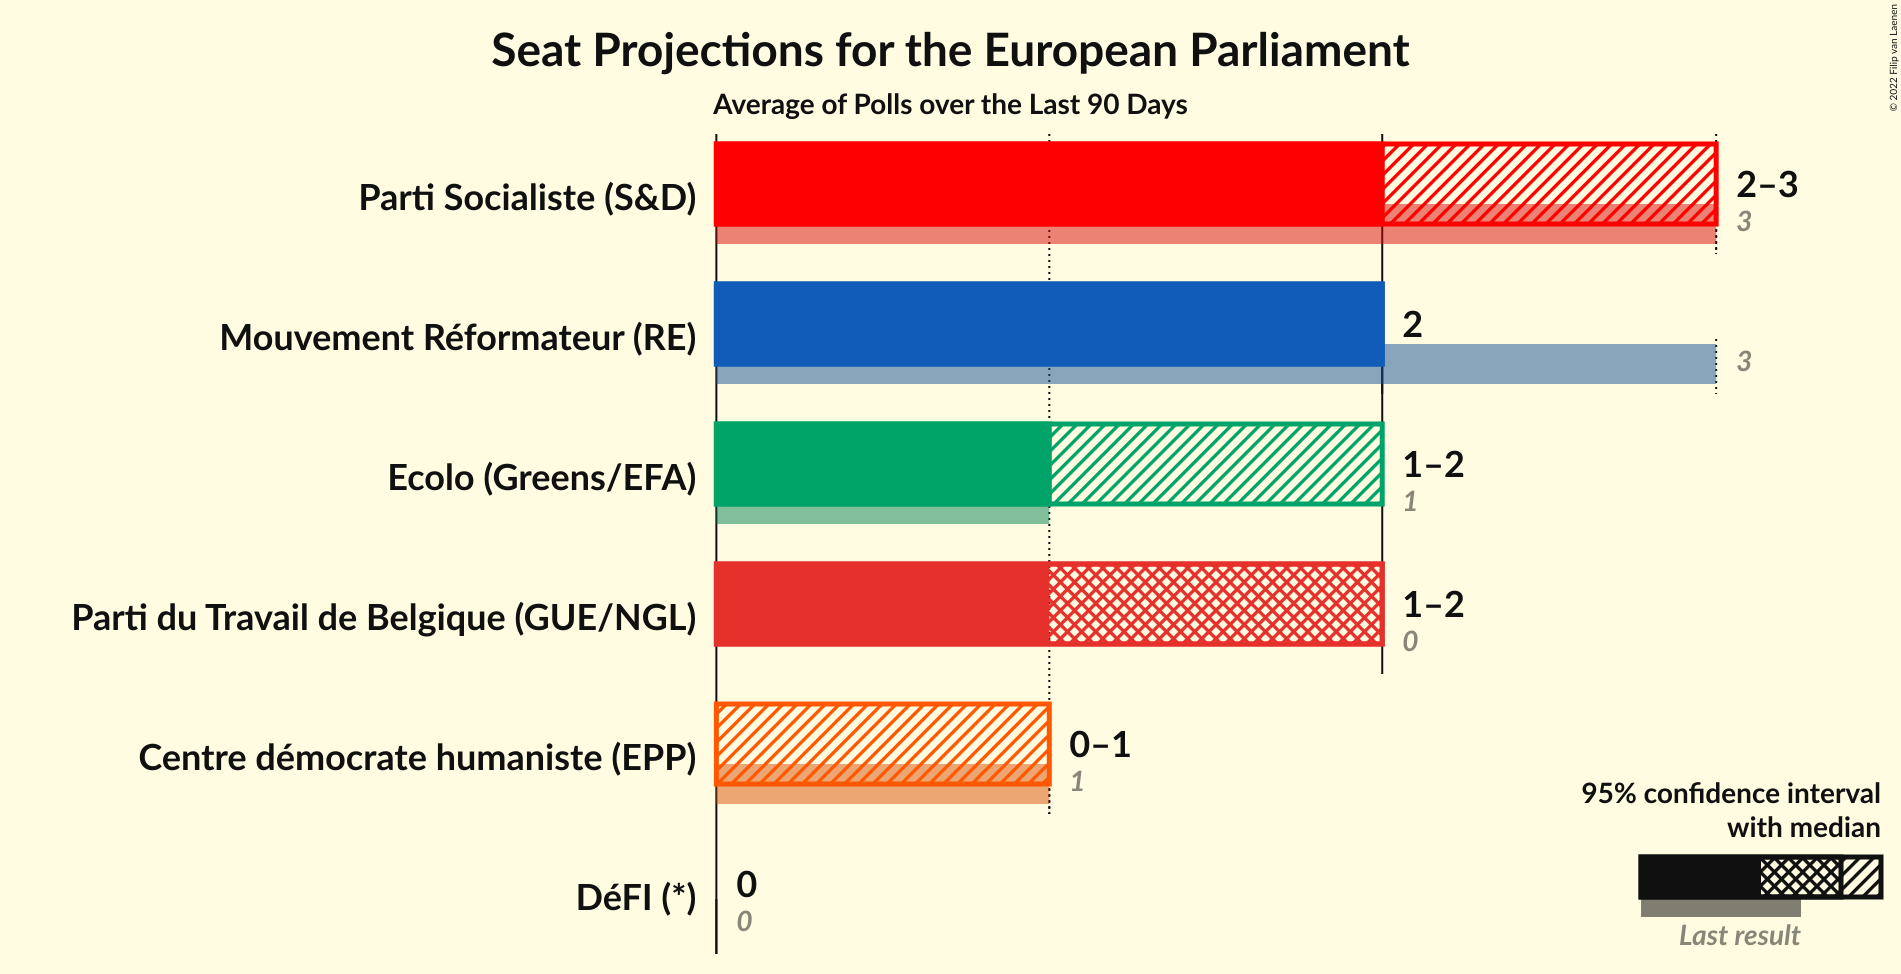 Seat Projections for the European Parliament
Average of Polls over the Last 90 Days
Parti Socialiste (S&D)
2–3
3
Mouvement Réformateur (RE)
2
3
Ecolo (Greens/EFA)
1–2
1
Parti du Travail de Belgique (GUE/NGL)
1–2
0
Centre démocrate humaniste (EPP)
0–1
1
DéFI (*)
0
0
95% confidence interval
with median
Last result
© 2022 Filip van Laenen